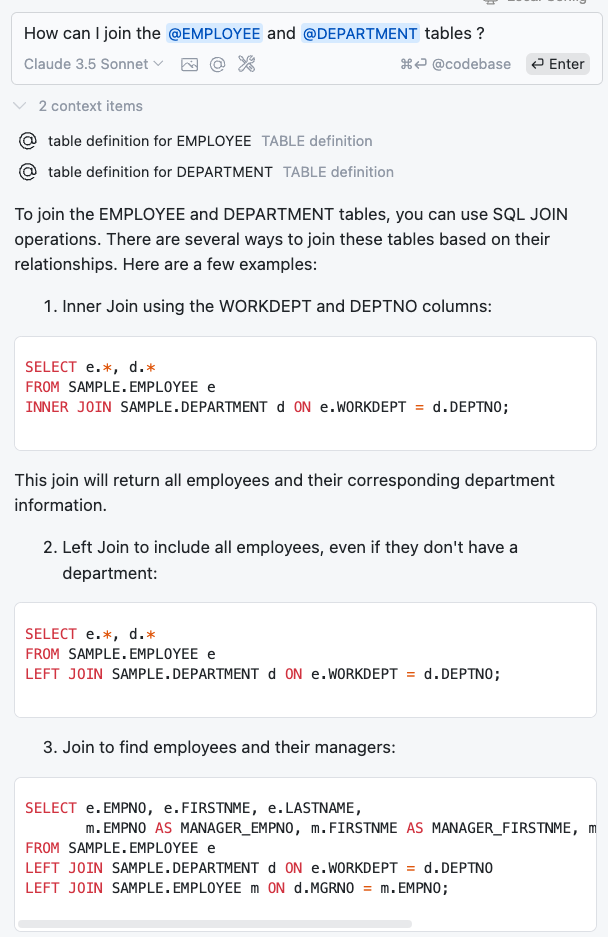 Local Config
How can I join the @EMPLOYEE and @DEPARTMENT tables ?
Claude 3.5 Sonnet @ ⌘⏎ @codebase ⏎ Enter
2 context items
@ table definition for EMPLOYEE TABLE definition
@ table definition for DEPARTMENT TABLE definition
To join the EMPLOYEE and DEPARTMENT tables, you can use SQL JOIN
operations. There are several ways to join these tables based on their
relationships. Here are a few examples:
1. Inner Join using the WORKDEPT and DEPTNO columns:
SELECT e.*, d.*
FROM SAMPLE.EMPLOYEE e
INNER JOIN SAMPLE.DEPARTMENT d ON e.WORKDEPT = d.DEPTNO;
This join will return all employees and their corresponding department
information.
2. Left Join to include all employees, even if they don't have a
department:
SELECT e.*, d.*
FROM SAMPLE.EMPLOYEE e
LEFT JOIN SAMPLE.DEPARTMENT d ON e.WORKDEPT = d.DEPTNO;
3. Join to find employees and their managers:
SELECT e.EMPNO, e.FIRSTNME, e.LASTNAME,
m.EMPNO AS MANAGER_EMPNO, m.FIRSTNME AS MANAGER_FIRSTNME, m
FROM SAMPLE.EMPLOYEE e
LEFT JOIN SAMPLE.DEPARTMENT d ON e.WORKDEPT = d.DEPTNO
LEFT JOIN SAMPLE.EMPLOYEE m ON d.MGRNO = m.EMPNO;